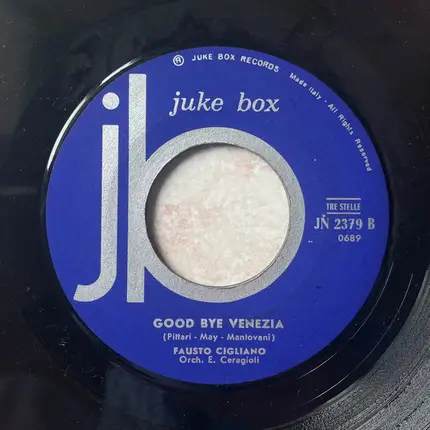 Ⓡ JUKE BOX RECORDS
Made Italy - All Rights Reserved
juke box
jb
TRE STELLE
JN 2379 B
0689
GOOD BYE VENEZIA
(Pittari - May - Mantovani)
FAUSTO CIGLIANO
Orch. E. Ceragioli